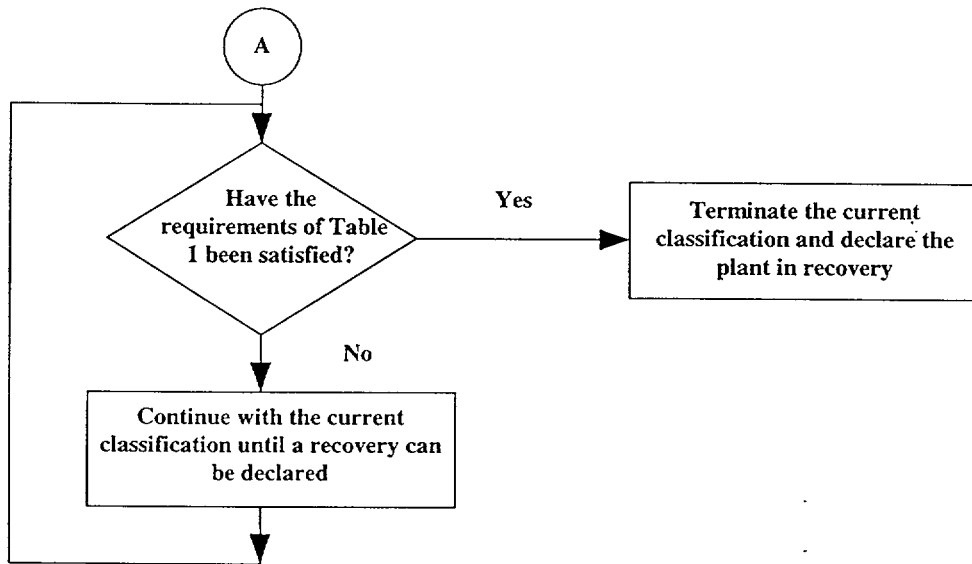 A
Have the
requirements of Table
1 been satisfied?
Yes
Terminate the current
classification and declare the
plant in recovery
No
Continue with the current
classification until a recovery can
be declared